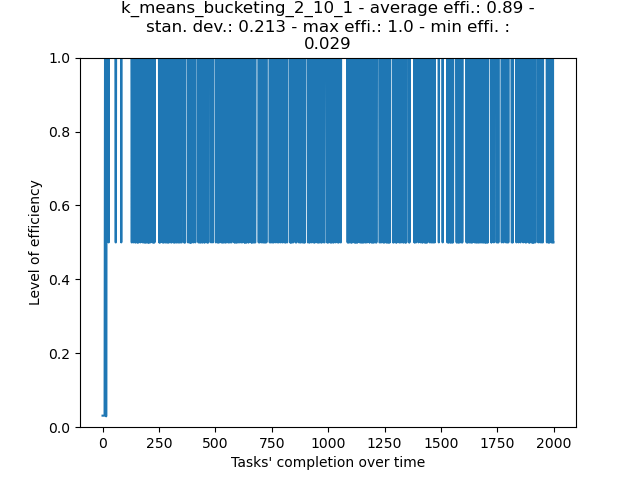 k_means_bucketing_2_10_1 - average effi.: 0.89 -
stan. dev.: 0.213 - max effi.: 1.0 - min effi. :
0.029
1.0
0.8
0.6
0.4
0.2
0.0
Level of efficiency
0 250 500 750 1000 1250 1500 1750 2000
Tasks' completion over time